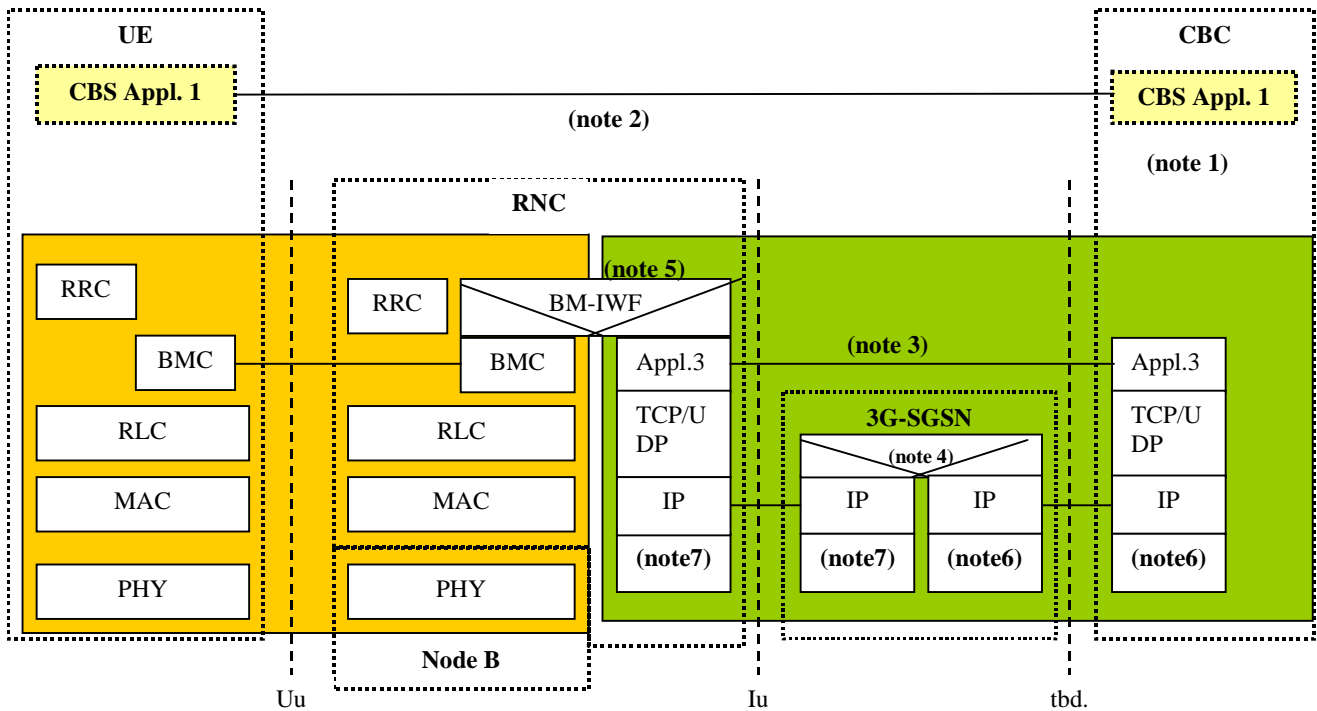 UE
CBC
CBS Appl. 1
CBS Appl. 1
(note 2)
(note 1)
RNC
(note 5)
RRC
RRC
BM-IWF
BMC
BMC
Appl.3
(note 3)
Appl.3
RLC
RLC
TCP/U
DP
3G-SGSN
(note 4)
TCP/U
DP
MAC
MAC
IP
IP
IP
IP
PHY
PHY
(note7)
(note7)
(note6)
(note6)
Node B
Uu
Iu
tbd.